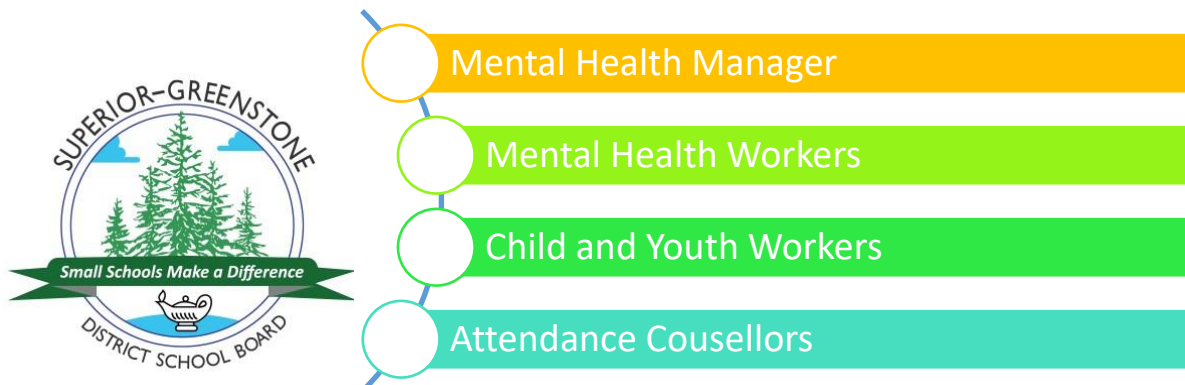 SUPERIOR-GREENSTONE
Small Schools Make a Difference
DISTRICT SCHOOL BOARD
Mental Health Manager
Mental Health Workers
Child and Youth Workers
Attendance Cousellors